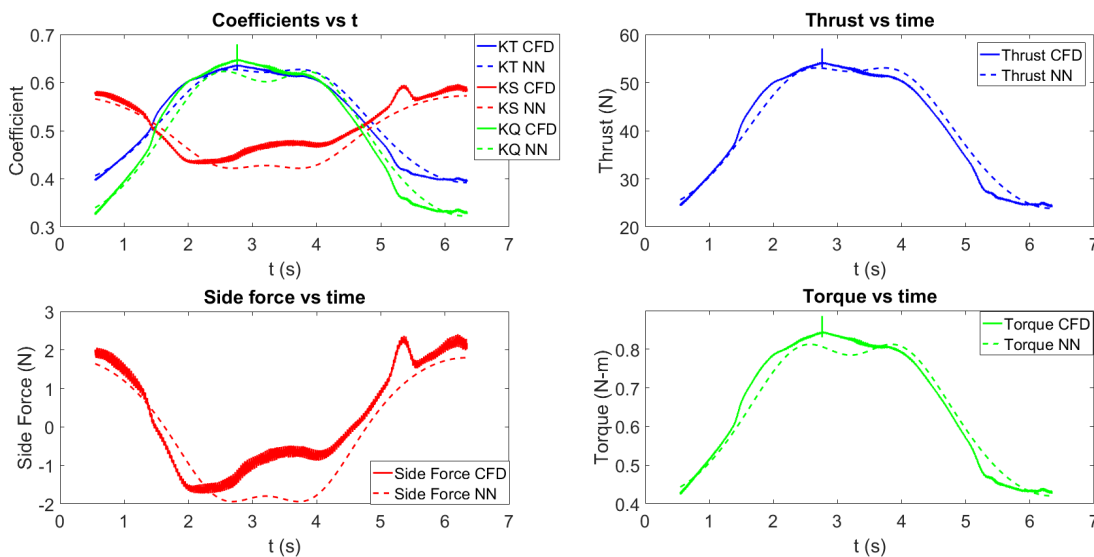 Coefficients vs t
Coefficient
0.7
0.6
0.5
0.4
0.3
0 1 2 3 4 5 6 7
t (s)
KT CFD
KT NN
KS CFD
KS NN
KQ CFD
KQ NN
Thrust vs time
Thrust (N)
60
50
40
30
20
0 1 2 3 4 5 6 7
t (s)
Thrust CFD
Thrust NN
Side force vs time
Side Force (N)
3
2
1
0
-1
-2
0 1 2 3 4 5 6 7
t (s)
Side Force CFD
Side Force NN
Torque vs time
Torque (N-m)
0.8
0.7
0.6
0.5
0.4
0 1 2 3 4 5 6 7
t (s)
Torque CFD
Torque NN